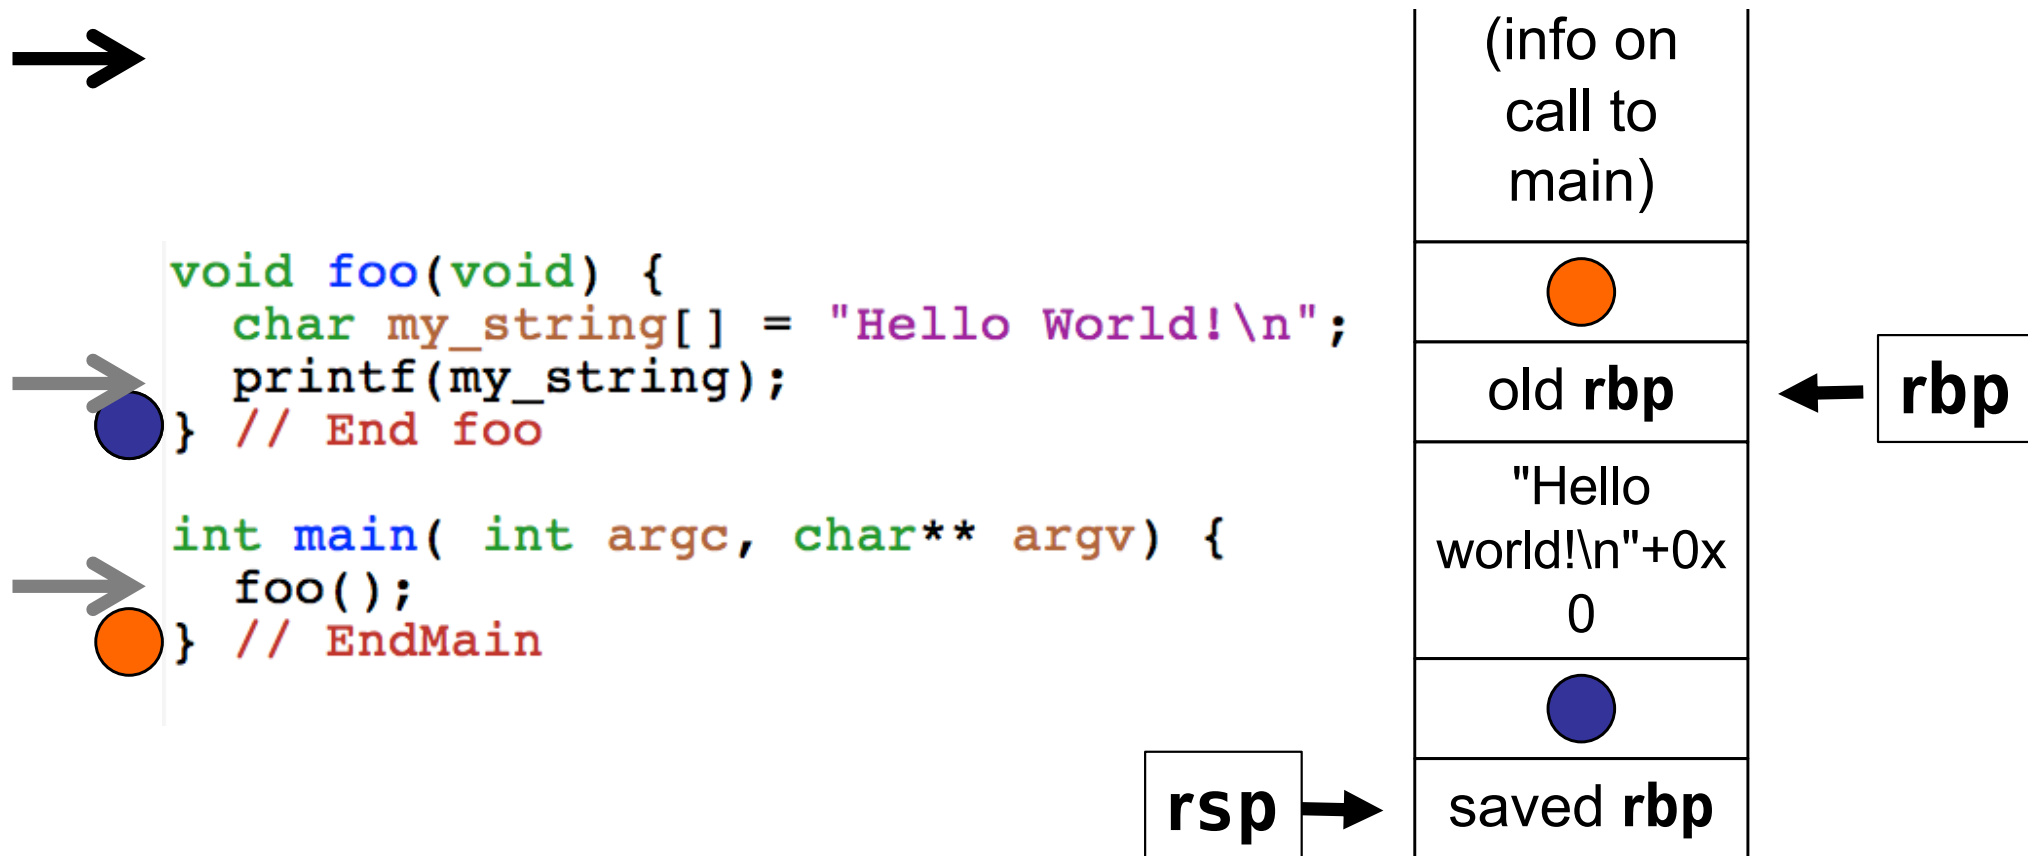 void foo(void) {
  char my_string[] = "Hello World!\n";
  printf(my_string);
} // End foo

int main( int argc, char** argv) {
  foo();
} // EndMain
(info on
call to
main)
old rbp
rbp
"Hello
world!\n"+0x
0
rsp
saved rbp